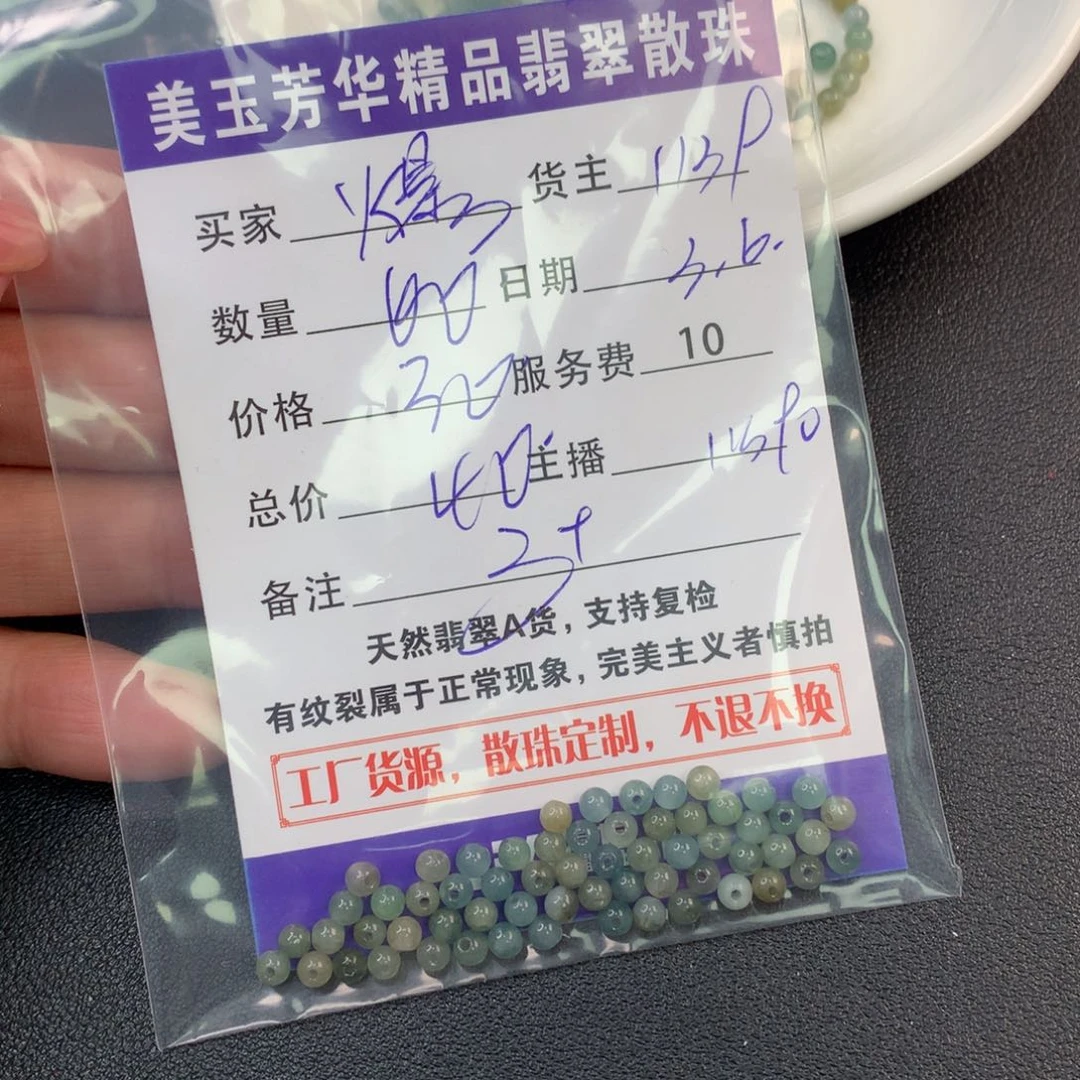 美玉芳华精品翡翠散珠
买家 货主
数量 日期 3.6.
价格 服务费 10
总价 主播
备注 3+
天然翡翠A货，支持复检
有纹裂属于正常现象，完美主义者慎拍
工厂货源，散珠定制，不退不换